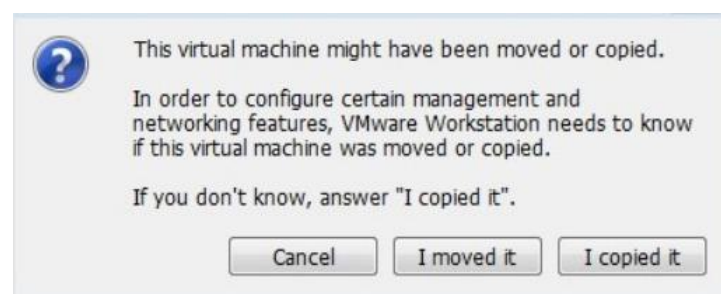 This virtual machine might have been moved or copied.
In order to configure certain management and
networking features, VMware Workstation needs to know
if this virtual machine was moved or copied.
If you don't know, answer "I copied it".
Cancel
I moved it
I copied it